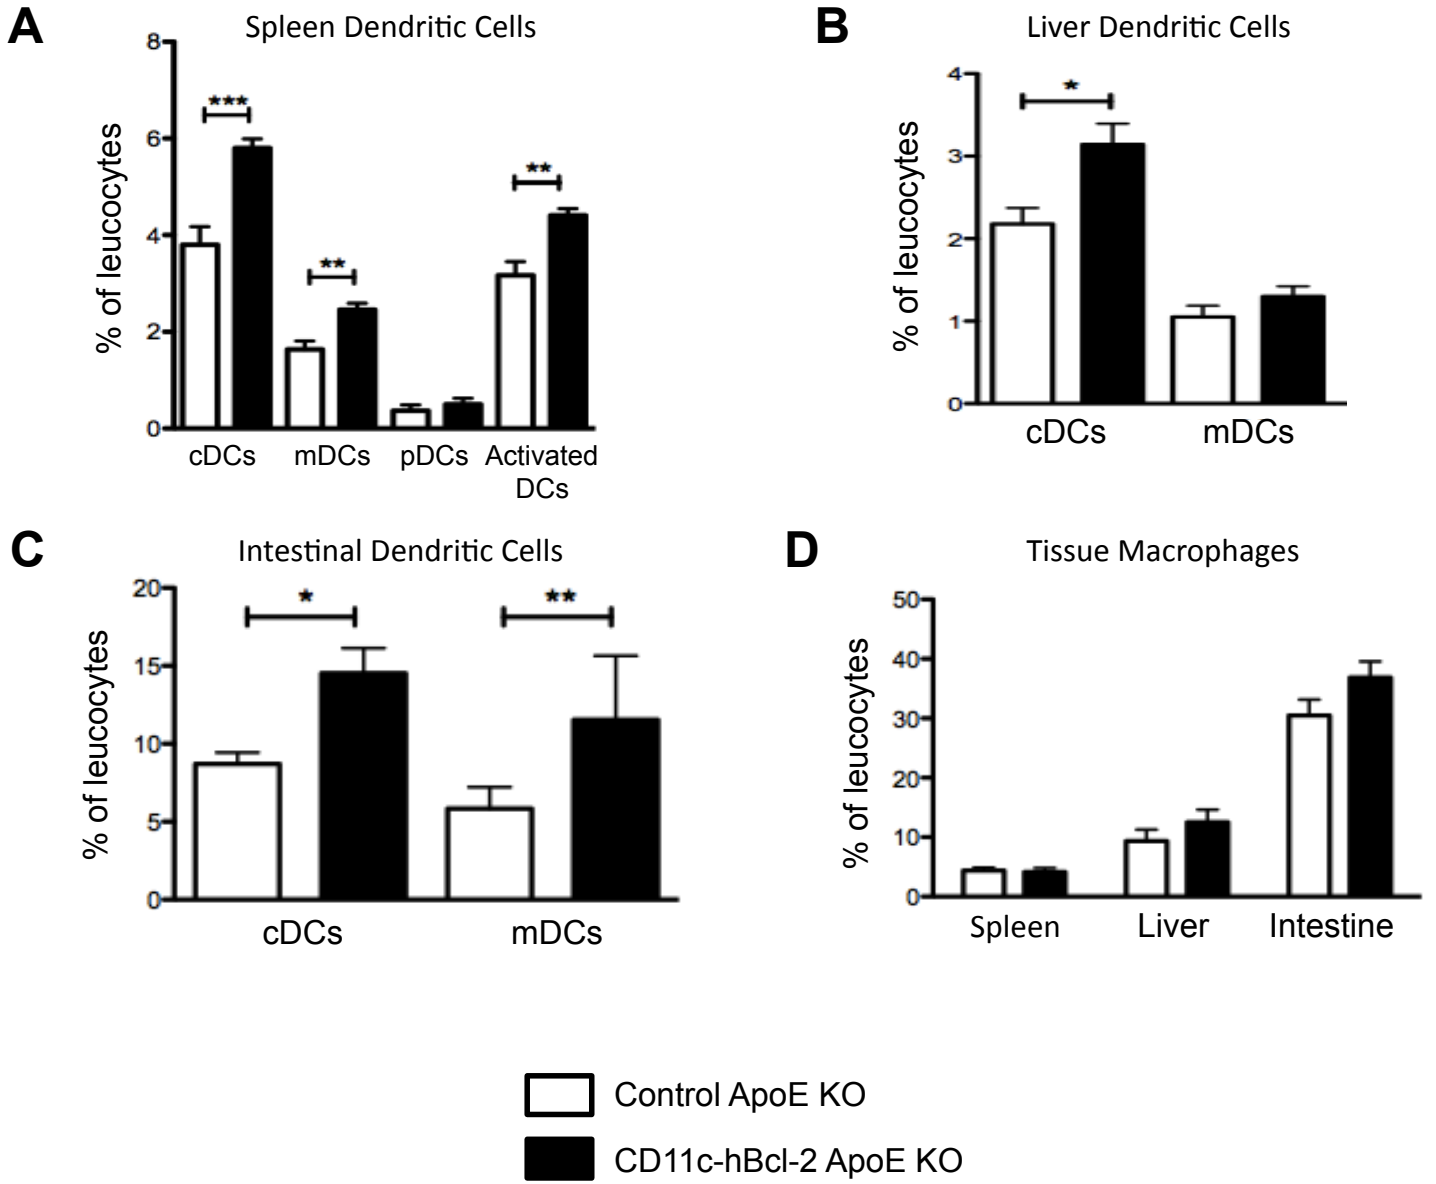 A
Spleen Dendritic Cells
% of leucocytes
8
6
4
2
0
***
**
**
cDCs
mDCs
pDCs
Activated
DCs
B
Liver Dendritic Cells
% of leucocytes
4
3
2
1
0
*
cDCs
mDCs
C
Intestinal Dendritic Cells
% of leucocytes
20
15
10
5
0
*
**
cDCs
mDCs
D
Tissue Macrophages
% of leucocytes
50
40
30
20
10
0
Spleen
Liver
Intestine
Control ApoE KO
CD11c-hBcl-2 ApoE KO